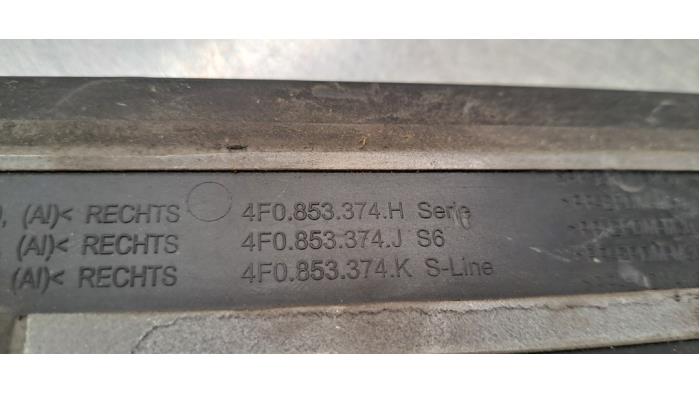 (Al)< RECHTS 4F0.853.374.H Serie
(Al)< RECHTS 4F0.853.374.J S6
(Al)< RECHTS 4F0.853.374.K S-Line